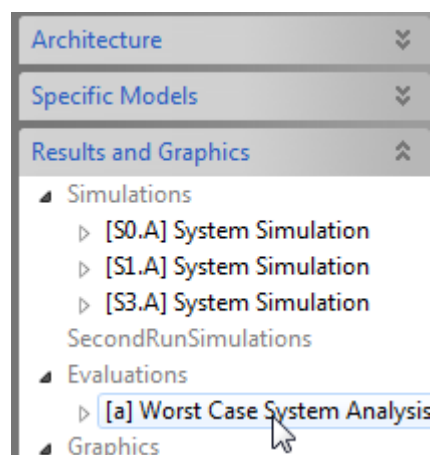 Architecture
Specific Models
Results and Graphics
Simulations
[S0.A] System Simulation
[S1.A] System Simulation
[S3.A] System Simulation
SecondRunSimulations
Evaluations
[a] Worst Case System Analysis
Graphics